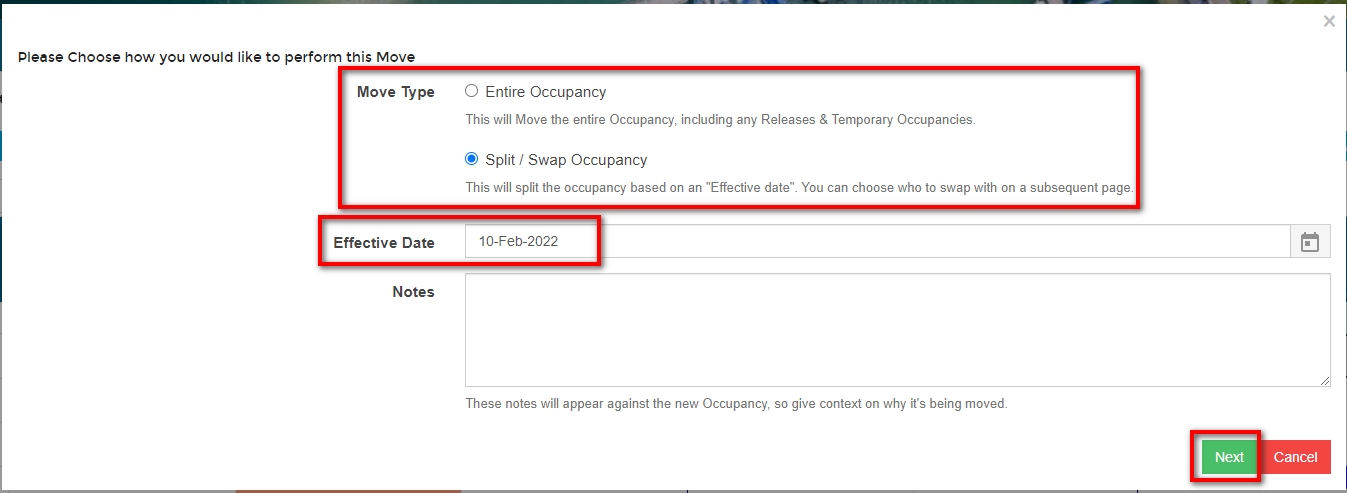 ×
Please Choose how you would like to perform this Move
Move Type
Entire Occupancy
This will Move the entire Occupancy, including any Releases & Temporary Occupancies.
Split / Swap Occupancy
This will split the occupancy based on an "Effective date". You can choose who to swap with on a subsequent page.
Effective Date
10-Feb-2022
Notes
These notes will appear against the new Occupancy, so give context on why it's being moved.
Next Cancel